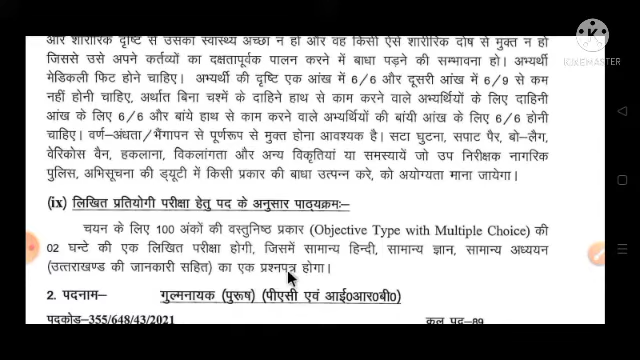 और शारीरिक दृष्टि से उसका स्वास्थ्य अच्छा न हो और वह किसी ऐसे शारीरिक दोष से मुक्त न हो
जिससे उसे अपने कर्तव्यों का दक्षतापूर्वक पालन करने में बाधा पड़ने की सम्भावना हो। अभ्यर्थी
मेडिकली फिट होने चाहिए। अभ्यर्थी की दृष्टि एक आंख में 6/6 और दूसरी आंख में 6/9 से कम
नहीं होनी चाहिए, अर्थात बिना चश्में के दाहिने हाथ से काम करने वाले अभ्यर्थियों के लिए दाहिनी
आंख के लिए 6/6 और बांये हाथ से काम करने वाले अभ्यर्थियों की बांयी आंख के लिए 6/6 होनी
चाहिए। वर्ण-अंधता/भैंगापन से पूर्णरूप से मुक्त होना आवश्यक है। सटा घुटना, सपाट पैर, बो-लैग,
वेरिकोस वैन, हकलाना, विकलांगता और अन्य विकृतियां या समस्यायें जो उप निरीक्षक नागरिक
पुलिस, अभिसूचना की ड्यूटी में किसी प्रकार की बाधा उत्पन्न करे, को अयोग्यता माना जायेगा।
(ix) लिखित प्रतियोगी परीक्षा हेतु पद के अनुसार पाठ्यक्रमः-
चयन के लिए 100 अंकों की वस्तुनिष्ठ प्रकार (Objective Type with Multiple Choice) की
02 घन्टे की एक लिखित परीक्षा होगी, जिसमें सामान्य हिन्दी, सामान्य ज्ञान, सामान्य अध्ययन
(उत्तराखण्ड की जानकारी सहित) का एक प्रश्नपत्र होगा।
2. पदनाम- गुल्मनायक (पुरूष) (पीएसी एवं आई0आर0बी0)
पदकोड-355/648/43/2021 कुल पद-89
KINEMASTER